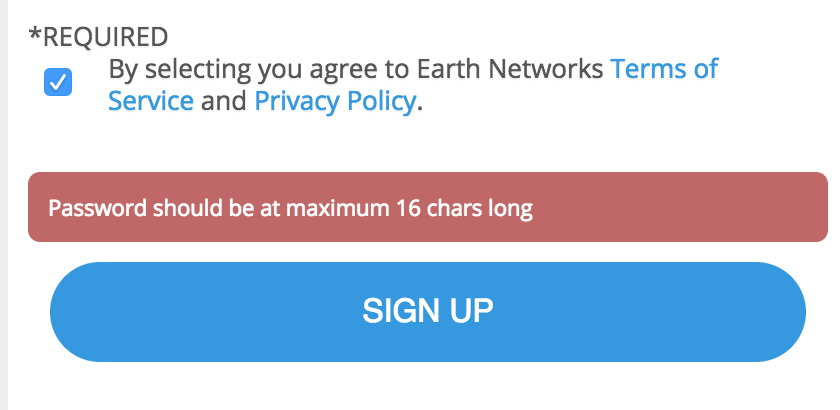 *REQUIRED
By selecting you agree to Earth Networks Terms of
Service and Privacy Policy.
Password should be at maximum 16 chars long
SIGN UP